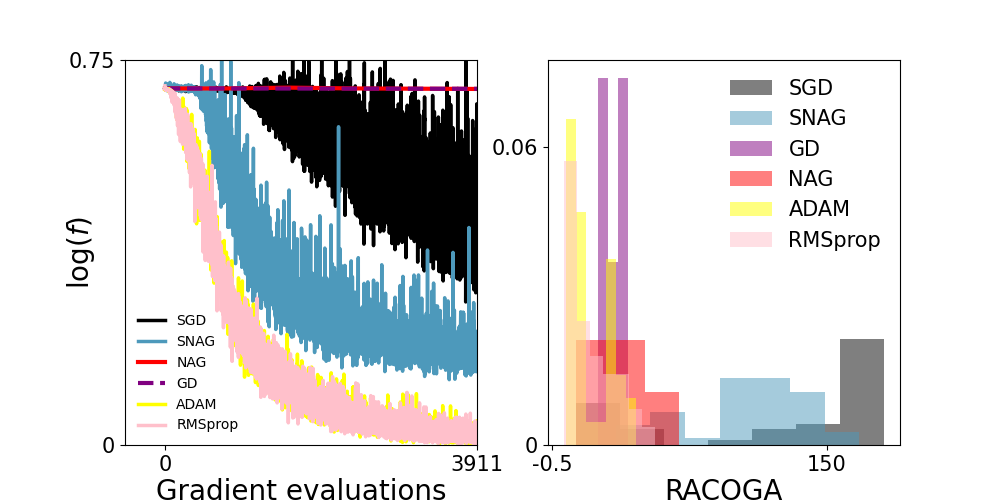 0.75
log(f)
0
SGD
SNAG
NAG
GD
ADAM
RMSprop
0
3911
Gradient evaluations
0.06
0
SGD
SNAG
GD
NAG
ADAM
RMSprop
-0.5
150
RACOGA